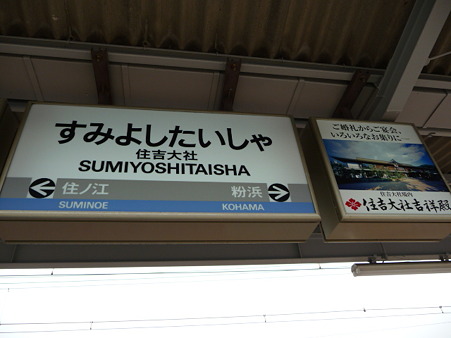 すみよしたいしゃ
住吉大社
SUMIYOSHITAISHA
住ノ江 粉浜
SUMINOE KOHAMA
ご婚礼からご宴会、
いろいろなお集りに
住吉大社境内
住吉大社吉祥殿